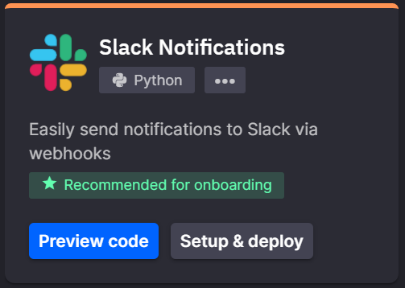 Slack Notifications
Python
•••
Easily send notifications to Slack via
webhooks
Recommended for onboarding
Preview code
Setup & deploy